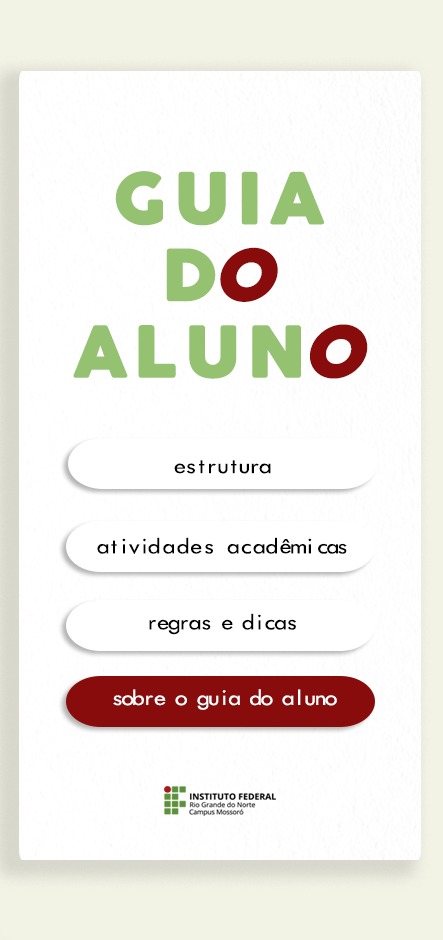 GUIA
DO
ALUNO
estrutura
atividades acadêmicas
regras e dicas
sobre o guia do aluno
INSTITUTO FEDERAL
Rio Grande do Norte
Campus Mossoró